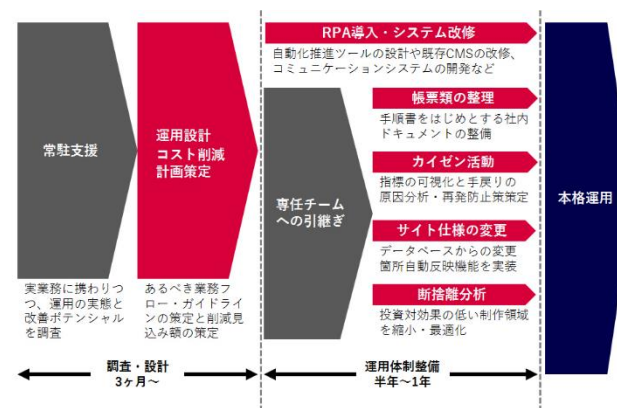 RPA導入・システム改修
自動化推進ツールの設計や既存CMSの改修、
コミュニケーションシステムの開発など
常駐支援
実業務に携わりつ
つ、運用の実態と
改善ポテンシャル
を調査
運用設計
コスト削減
計画策定
あるべき業務フ
ロー・ガイドライ
ンの策定と削減見
込み額の策定
専任チーム
への引継ぎ
帳票類の整理
手順書をはじめとする社内
ドキュメントの整備
カイゼン活動
指標の可視化と手戻りの
原因分析・再発防止策策定
サイト仕様の変更
データベースからの変更
箇所自動反映機能を実装
断捨離分析
投資対効果の低い制作領域
を縮小・最適化
本格運用
調査・設計
3ヶ月～
運用体制整備
半年～1年